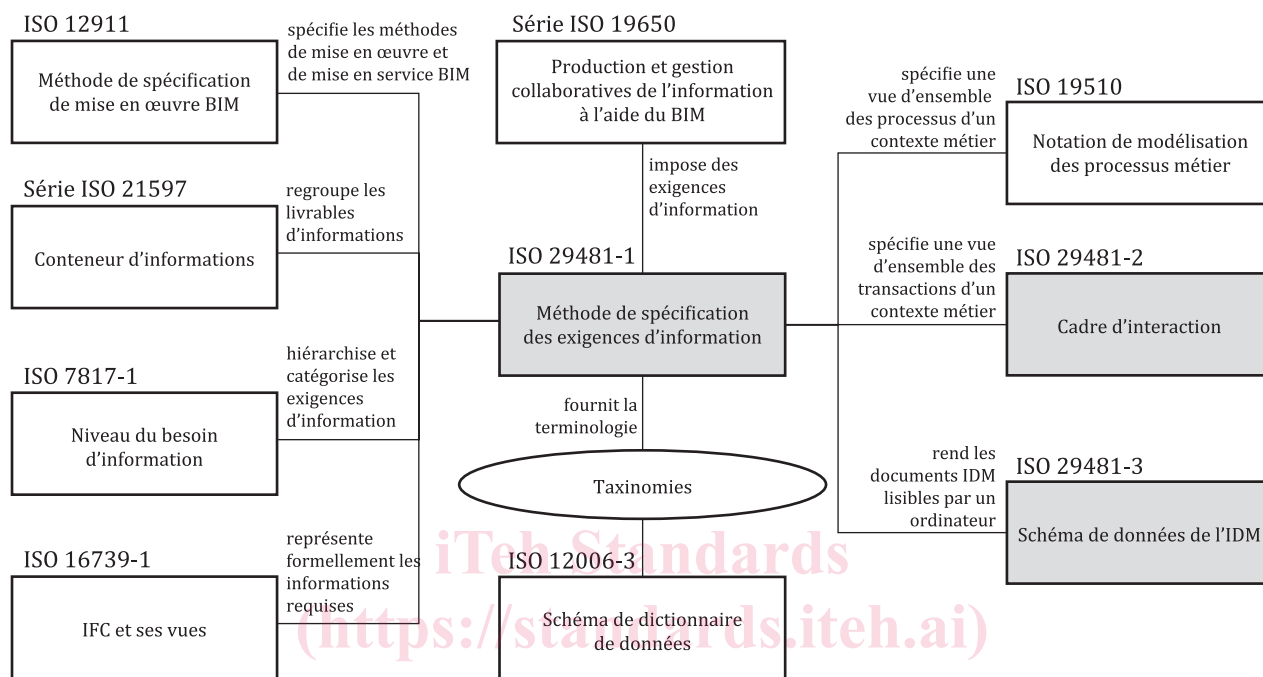 ISO 12911
Méthode de spécification
de mise en œuvre BIM
spécifie les méthodes
de mise en œuvre et
de mise en service BIM
Série ISO 21597
Conteneur d’informations
regroupe les
livrables
d’informations
ISO 7817-1
Niveau du besoin
d’information
hiérarchise et
catégorise les
exigences
d’information
ISO 16739-1
IFC et ses vues
représente
formellement les
informations
requises
Série ISO 19650
Production et gestion
collaboratives de l’information
à l’aide du BIM
impose des
exigences
d’information
ISO 29481-1
Méthode de spécification
des exigences d’information
fournit la
terminologie
Taxinomies
ISO 12006-3
Schéma de dictionnaire
de données
spécifie une
vue d’ensemble
des processus d’un
contexte métier
ISO 19510
Notation de modélisation
des processus métier
spécifie une vue
d’ensemble des
transactions d’un
contexte métier
ISO 29481-2
Cadre d’interaction
rend les
documents IDM
lisibles par un
ordinateur
ISO 29481-3
Schéma de données de l’IDM
iTeh Standards
(https://standards.iteh.ai)